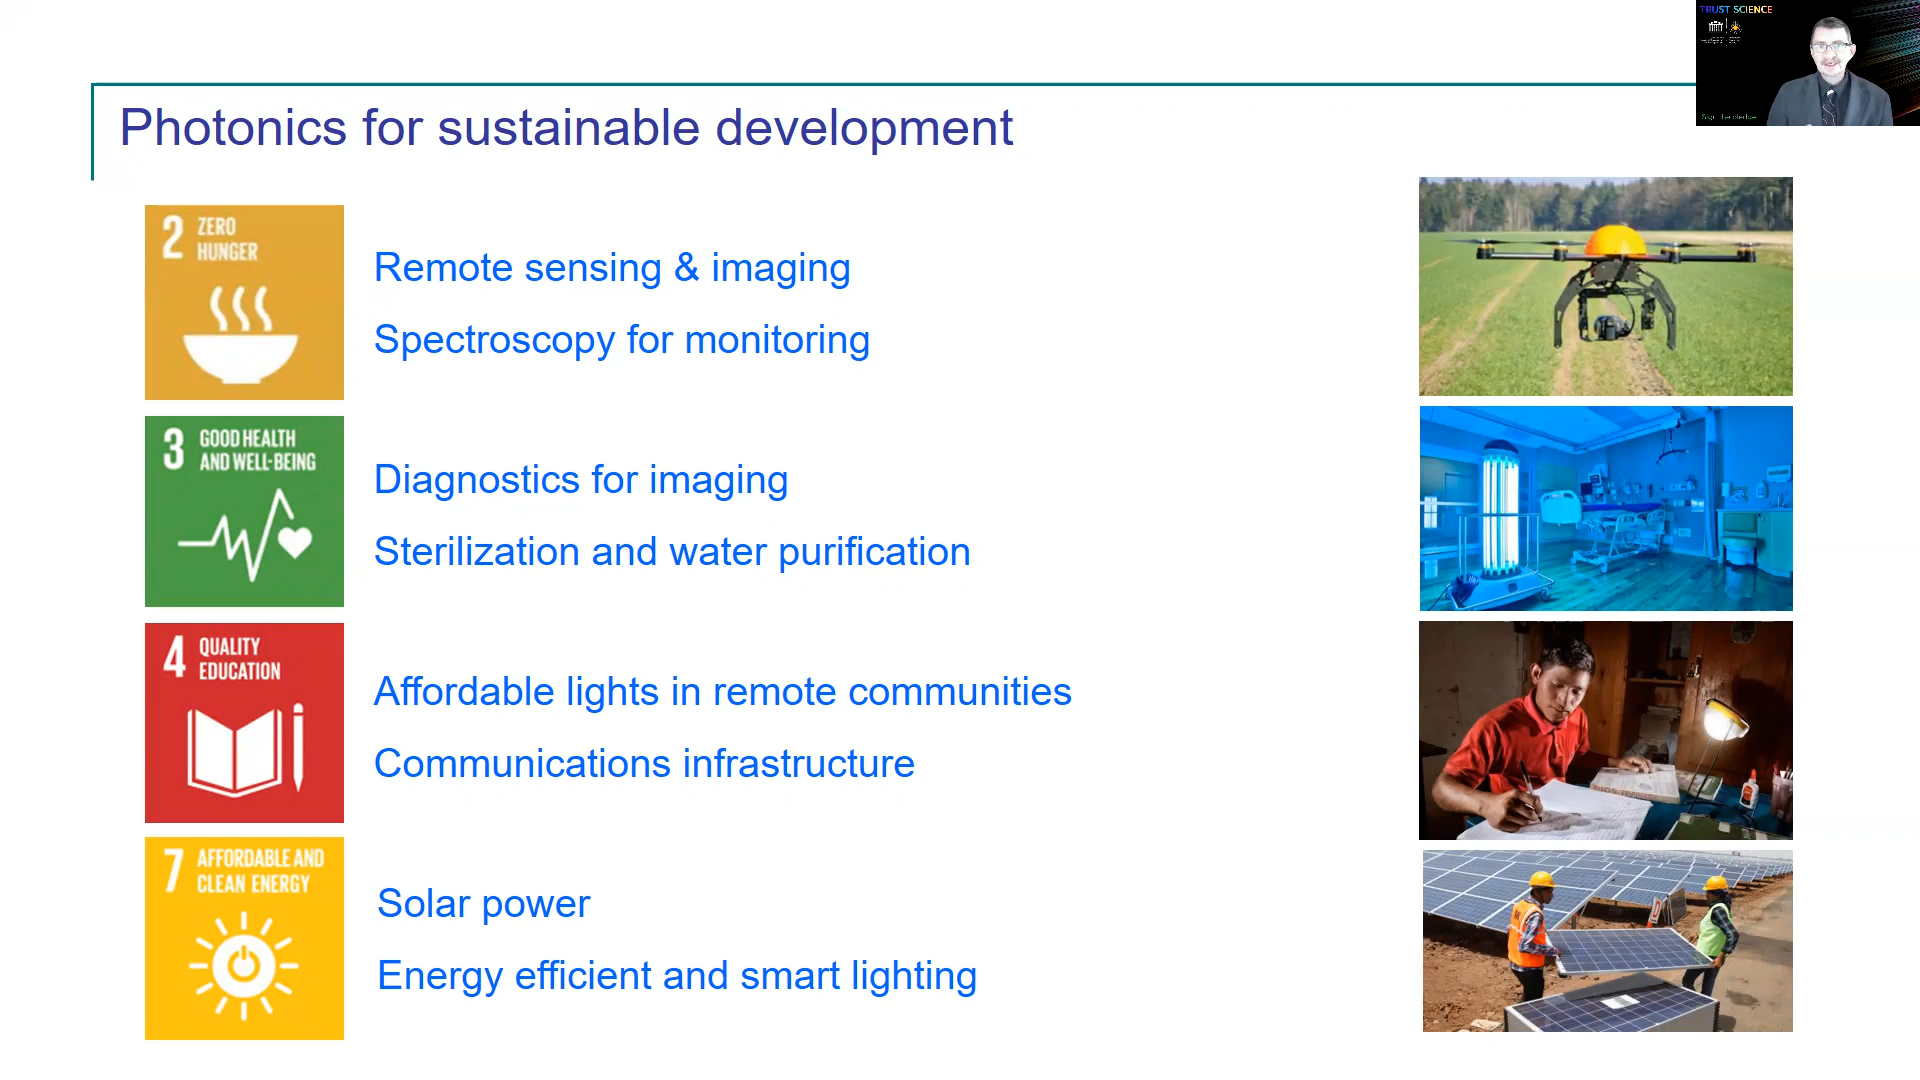 TRUST SCIENCE
Photonics for sustainable development
2 ZERO
HUNGER
Remote sensing & imaging
Spectroscopy for monitoring
3 GOOD HEALTH
AND WELL-BEING
Diagnostics for imaging
Sterilization and water purification
4 QUALITY
EDUCATION
Affordable lights in remote communities
Communications infrastructure
7 AFFORDABLE AND
CLEAN ENERGY
Solar power
Energy efficient and smart lighting